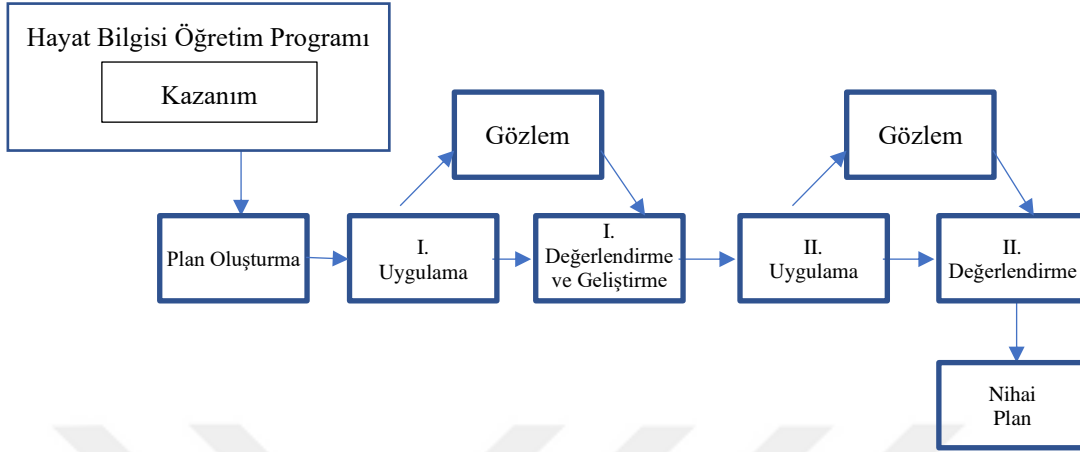 Hayat Bilgisi Öğretim Programı
Kazanım
Gözlem
Gözlem
Plan Oluşturma
I.
Uygulama
I.
Değerlendirme
ve Geliştirme
II.
Uygulama
II.
Değerlendirme
Nihai
Plan